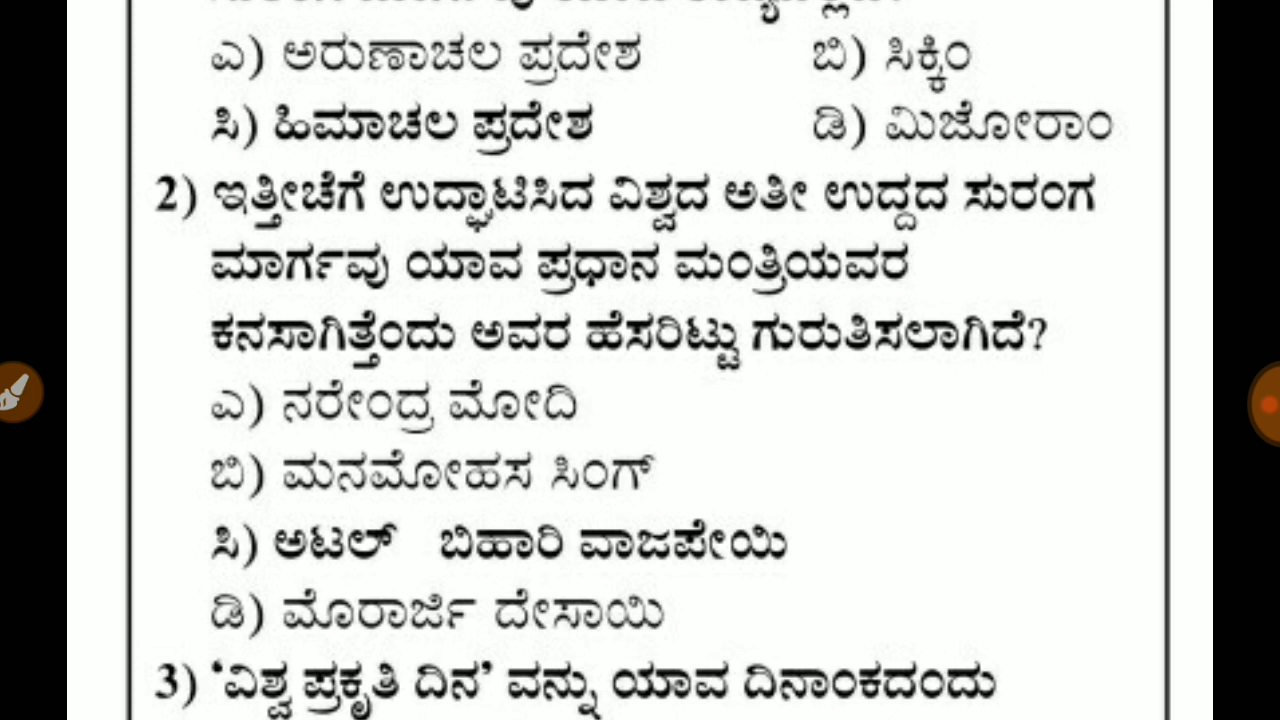 ಎ) ಅರುಣಾಚಲ ಪ್ರದೇಶ ಬಿ) ಸಿಕ್ಕಿಂ
ಸಿ) ಹಿಮಾಚಲ ಪ್ರದೇಶ ಡಿ) ಮಿಜೋರಾಂ
2) ಇತ್ತೀಚೆಗೆ ಉದ್ಘಾಟಿಸಿದ ವಿಶ್ವದ ಅತೀ ಉದ್ದದ ಸುರಂಗ
ಮಾರ್ಗವು ಯಾವ ಪ್ರಧಾನ ಮಂತ್ರಿಯವರ
ಕನಸಾಗಿತ್ತೆಂದು ಅವರ ಹೆಸರಿಟ್ಟು ಗುರುತಿಸಲಾಗಿದೆ?
ಎ) ನರೇಂದ್ರ ಮೋದಿ
ಬಿ) ಮನಮೋಹಸ ಸಿಂಗ್
ಸಿ) ಅಟಲ್ ಬಿಹಾರಿ ವಾಜಪೇಯಿ
ಡಿ) ಮೊರಾರ್ಜಿ ದೇಸಾಯಿ
3) ‘ವಿಶ್ವ ಪ್ರಕೃತಿ ದಿನ’ ವನ್ನು ಯಾವ ದಿನಾಂಕದಂದು